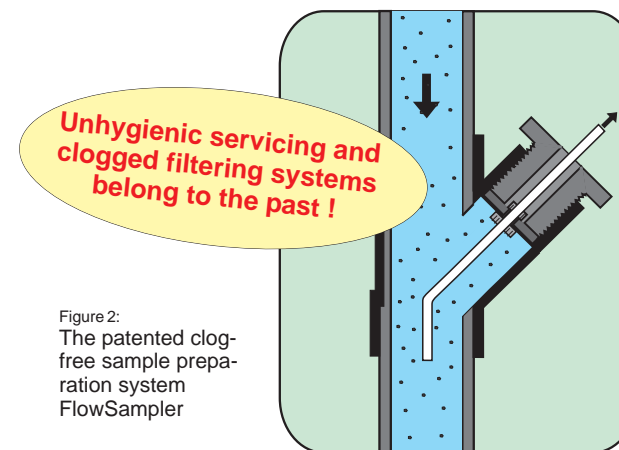 Unhygienic servicing and
clogged filtering systems
belong to the past !
Figure 2:
The patented clog-
free sample prepa-
ration system
FlowSampler